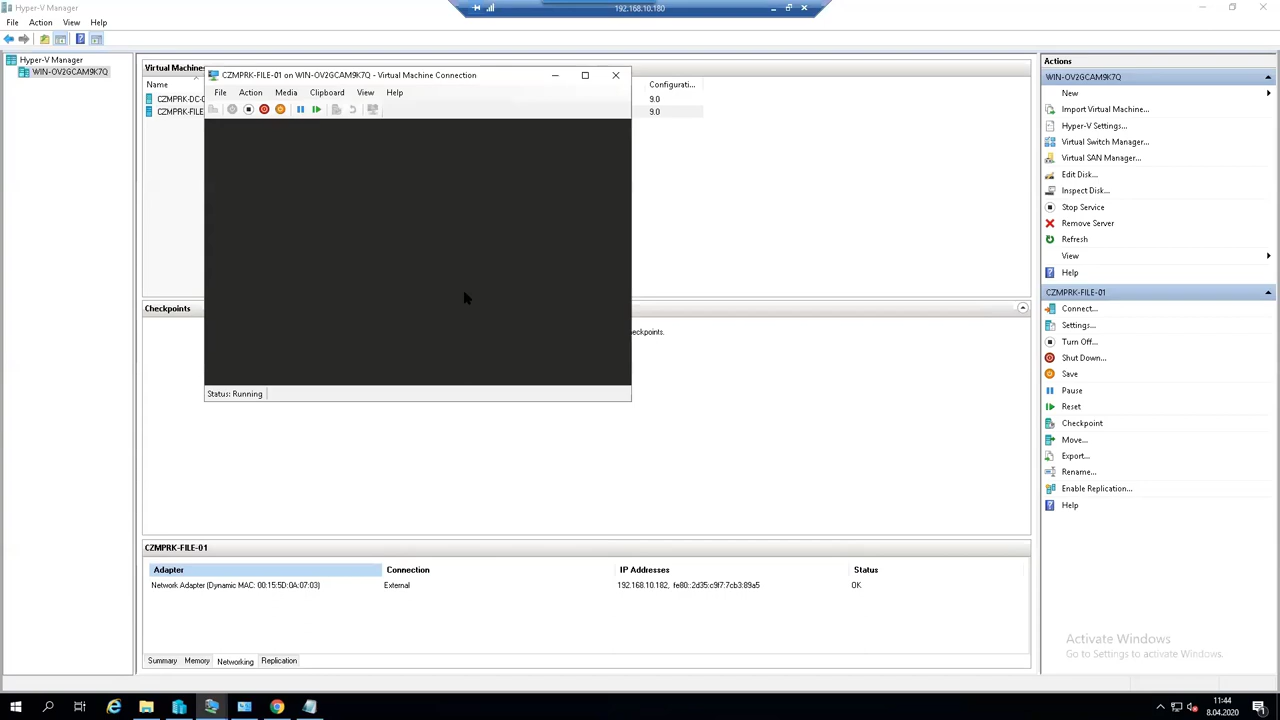 Hyper-V Manager
192.168.10.180
File Action View Help
Hyper-V Manager
WIN-OV2GCAM9K7Q
Virtual Machines
Name
Configurati...
CZMPRK-DC-0
9.0
CZMPRK-FILE
9.0
CZMPRK-FILE-01 on WIN-OV2GCAM9K7Q - Virtual Machine Connection
File Action Media Clipboard View Help
Status: Running
Checkpoints
eckpoints.
CZMPRK-FILE-01
Adapter Connection IP Addresses Status
Network Adapter (Dynamic MAC: 00:15:5D:0A:07:03) External 192.168.10.182, fe80::2d35:c9f7:7cb3:89a5 OK
Summary Memory Networking Replication
Actions
WIN-OV2GCAM9K7Q
New
Import Virtual Machine...
Hyper-V Settings...
Virtual Switch Manager...
Virtual SAN Manager...
Edit Disk...
Inspect Disk...
Stop Service
Remove Server
Refresh
View
Help
CZMPRK-FILE-01
Connect...
Settings...
Turn Off...
Shut Down...
Save
Pause
Reset
Checkpoint
Move...
Export...
Rename...
Enable Replication...
Help
Activate Windows
Go to Settings to activate Windows.
11:44
8.04.2020